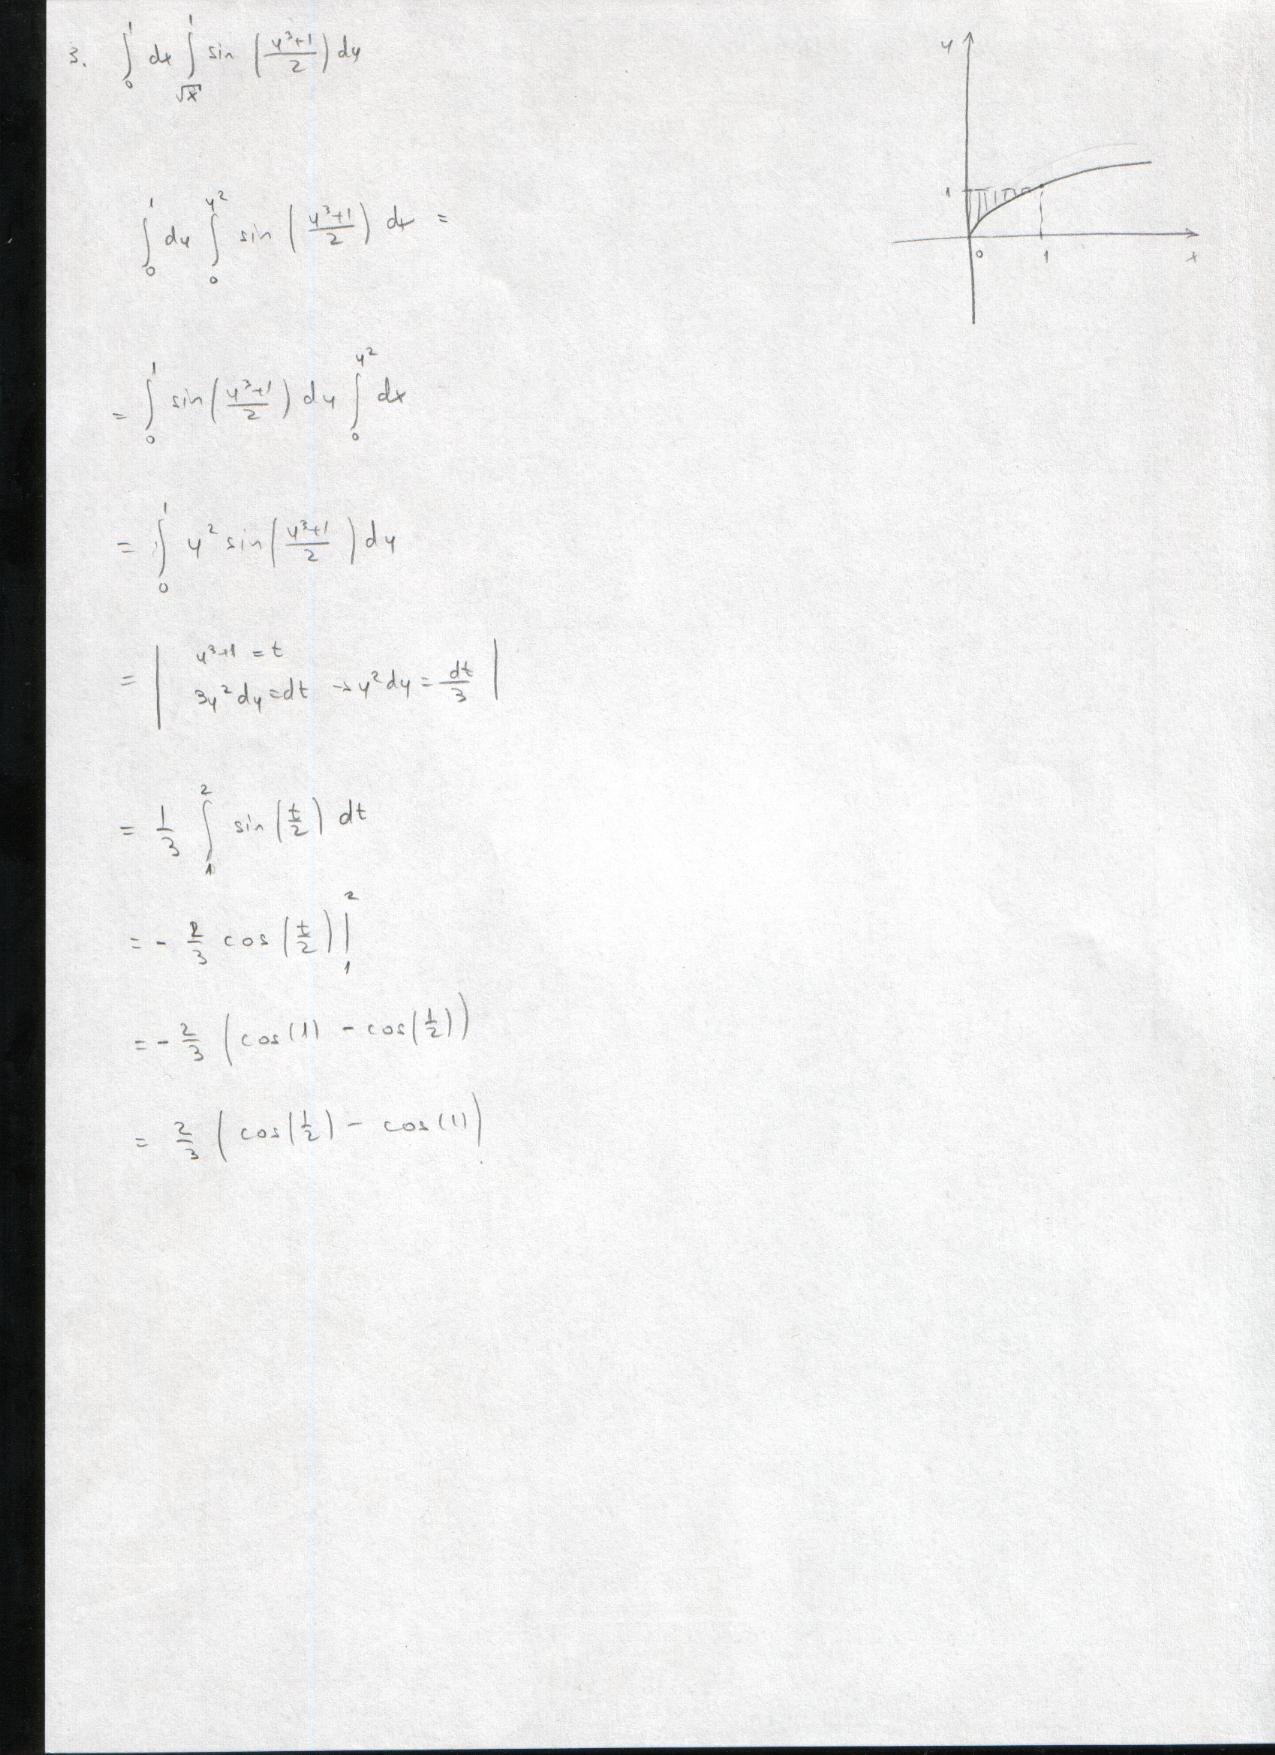 3. ∫₀¹ dx ∫_{√x}^1 sin((y³+1)/2) dy
∫₀¹ dy ∫₀^{y²} sin((y³+1)/2) dx =
= ∫₀¹ sin((y³+1)/2) dy ∫₀^{y²} dx
= ∫₀¹ y² sin((y³+1)/2) dy
= | y³+1 = t
3y² dy = dt → y² dy = dt/3 |
= 1/3 ∫₁² sin(t/2) dt
= - 2/3 cos(t/2) |₁²
= - 2/3 (cos(1) - cos(1/2))
= 2/3 (cos(1/2) - cos(1))
y
1
0 1 x